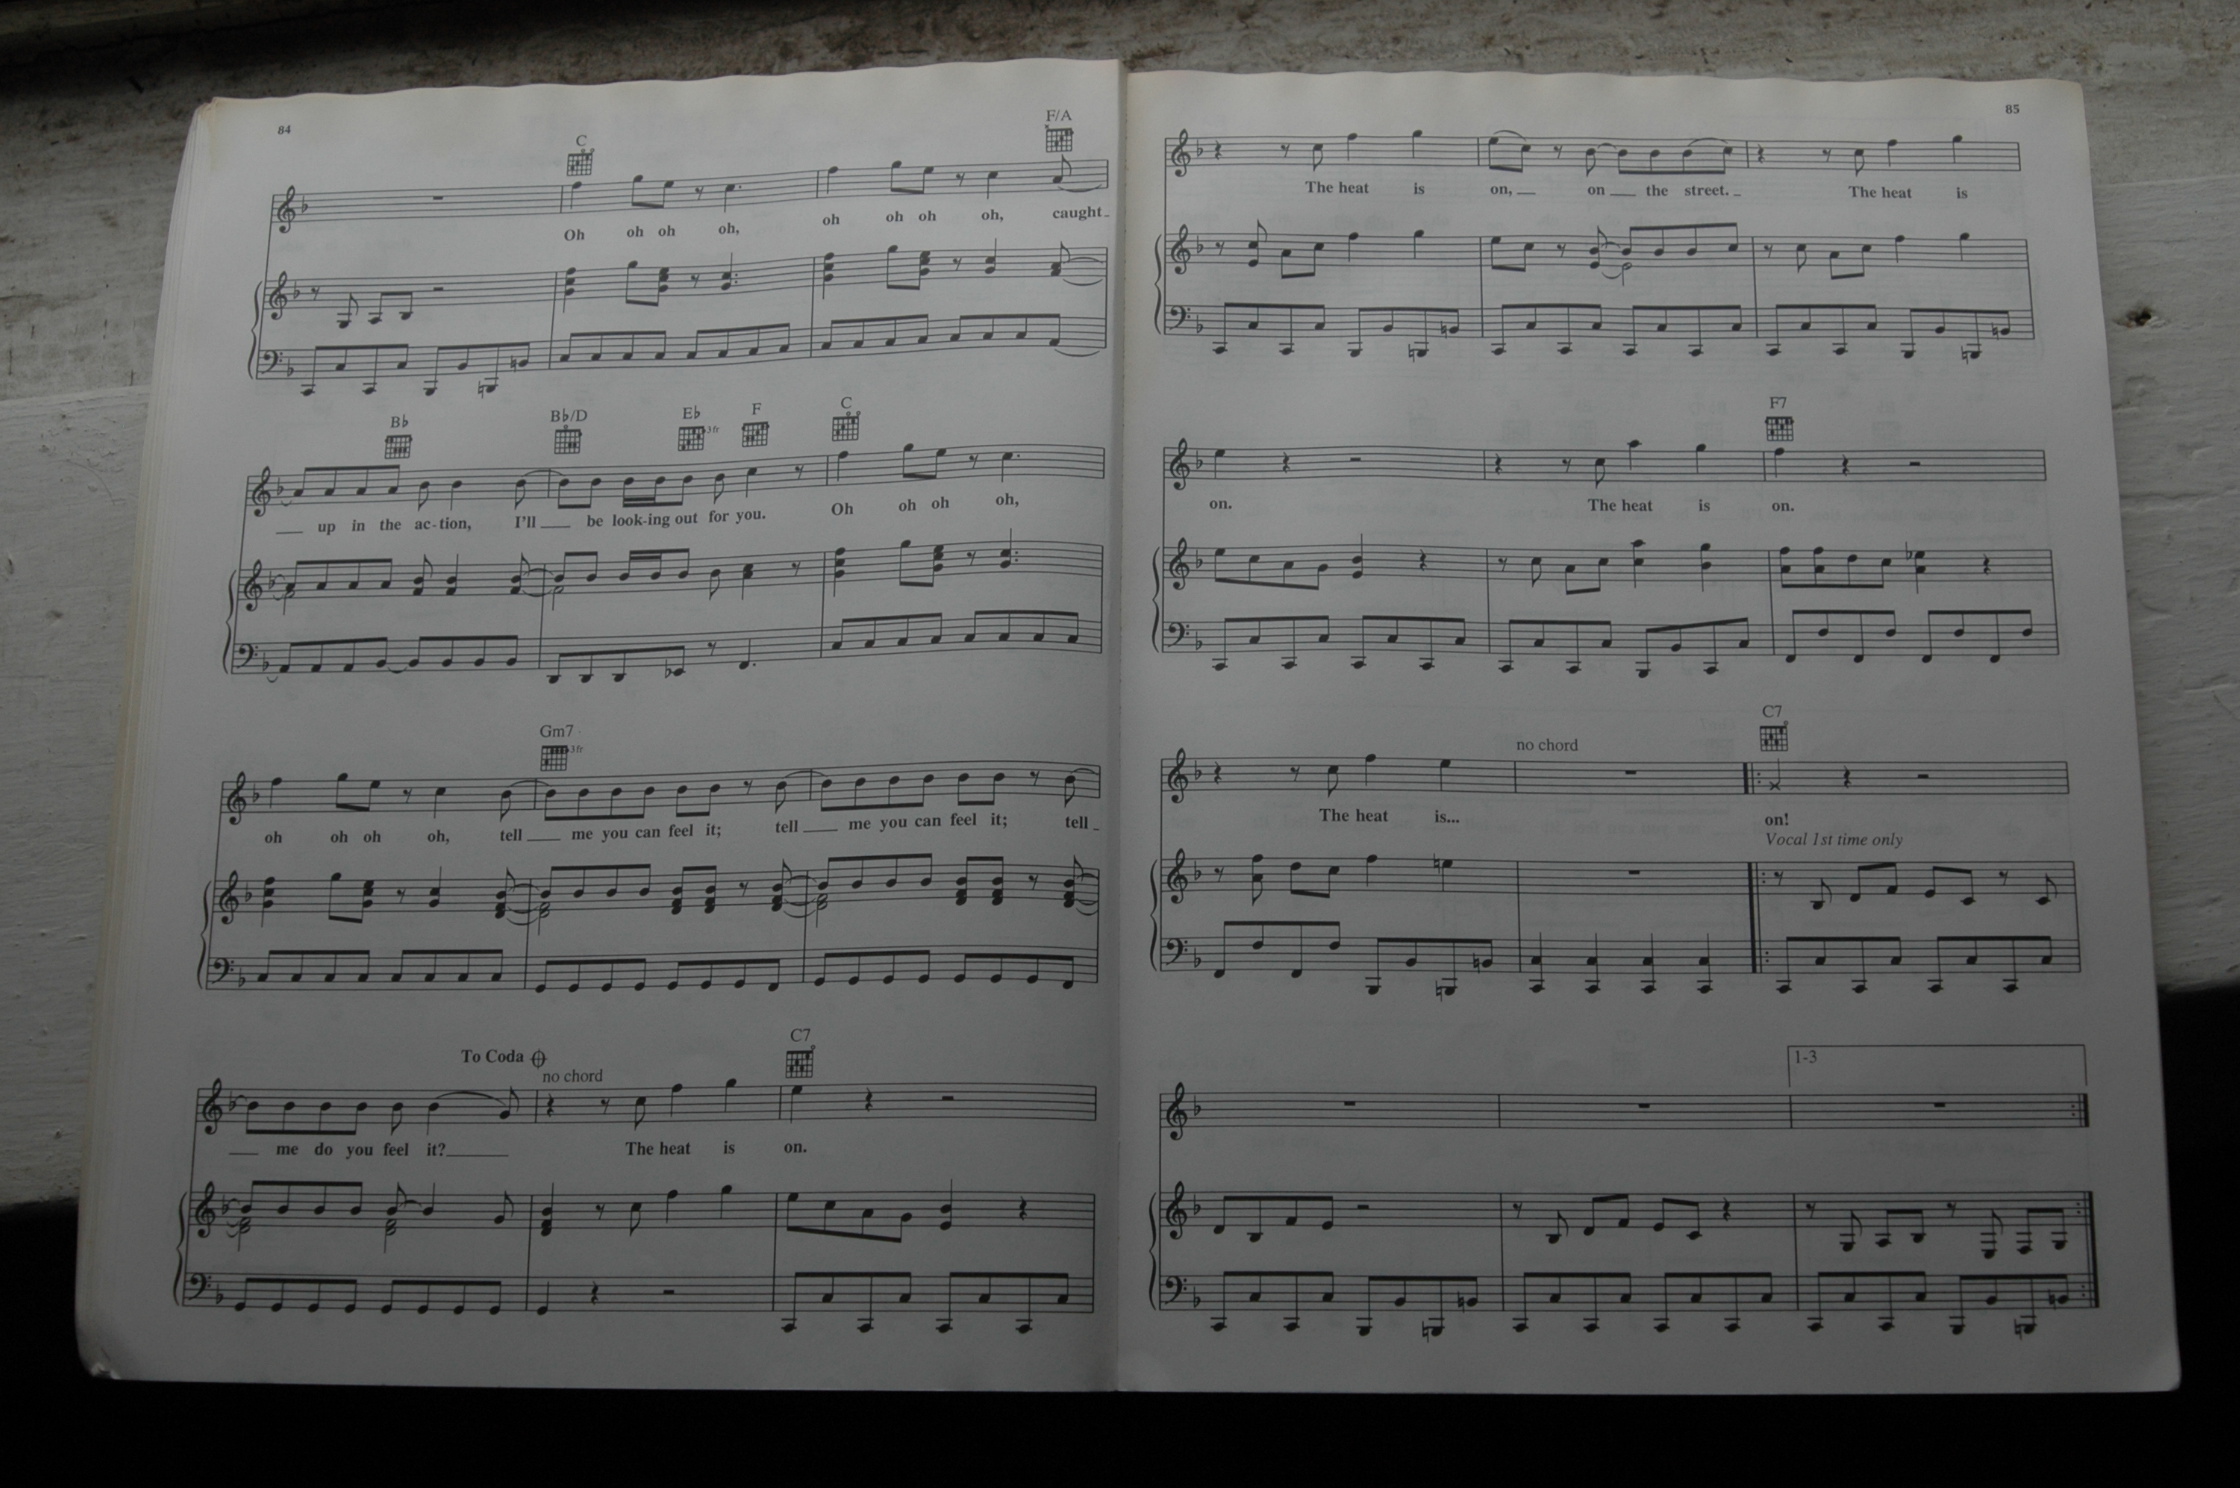 84
C F/A
Oh oh oh oh, oh oh oh oh, caught
B♭ B♭/D E♭ 3fr F C
up in the ac-tion, I'll be look-ing out for you. Oh oh oh oh,
Gm7
3fr
oh oh oh oh, tell me you can feel it; tell me you can feel it; tell
To Coda
no chord C7
me do you feel it? The heat is on.
85
The heat is on, on the street. The heat is
F7
on. The heat is on.
no chord C7
The heat is... on!
Vocal 1st time only
1-3